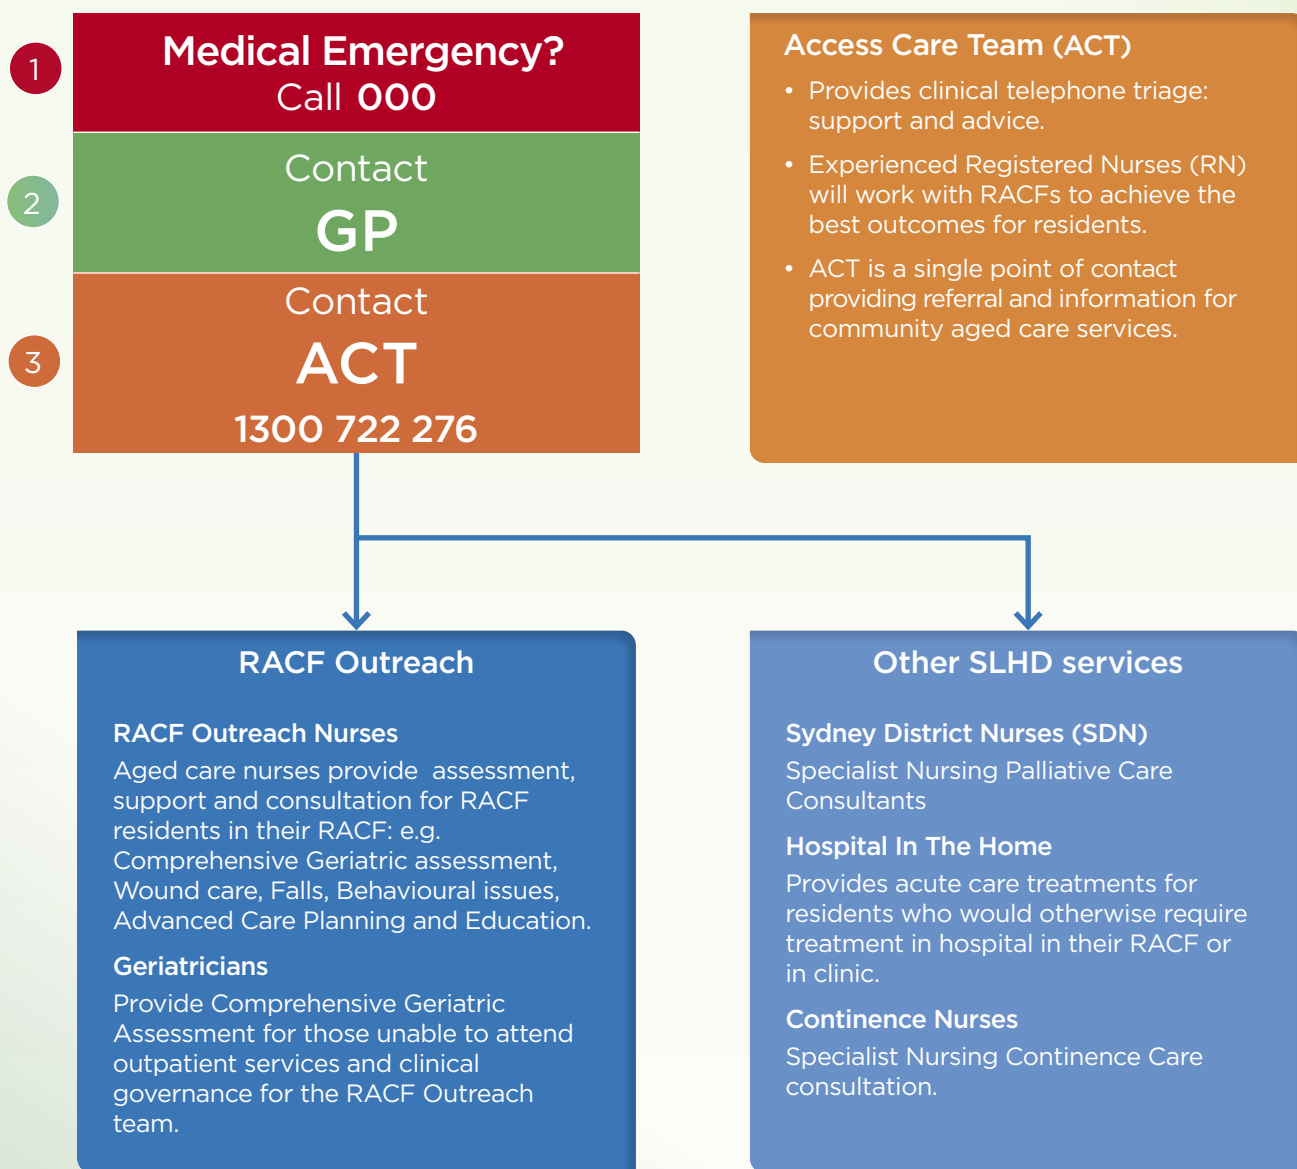 1
Medical Emergency?
Call 000
2
Contact
GP
3
Contact
ACT
1300 722 276
Access Care Team (ACT)
• Provides clinical telephone triage:
support and advice.
• Experienced Registered Nurses (RN)
will work with RACFs to achieve the
best outcomes for residents.
• ACT is a single point of contact
providing referral and information for
community aged care services.
RACF Outreach
RACF Outreach Nurses
Aged care nurses provide assessment,
support and consultation for RACF
residents in their RACF: e.g.
Comprehensive Geriatric assessment,
Wound care, Falls, Behavioural issues,
Advanced Care Planning and Education.
Geriatricians
Provide Comprehensive Geriatric
Assessment for those unable to attend
outpatient services and clinical
governance for the RACF Outreach
team.
Other SLHD services
Sydney District Nurses (SDN)
Specialist Nursing Palliative Care
Consultants
Hospital In The Home
Provides acute care treatments for
residents who would otherwise require
treatment in hospital in their RACF or
in clinic.
Continence Nurses
Specialist Nursing Continence Care
consultation.